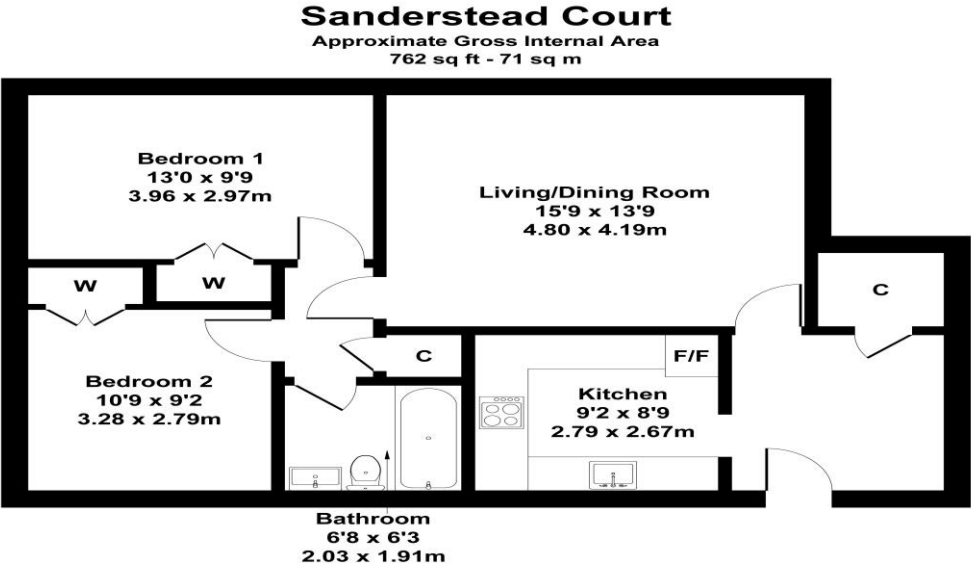 Sanderstead Court
Approximate Gross Internal Area
762 sq ft - 71 sq m
Bedroom 1
13'0 x 9'9
3.96 x 2.97m
Living/Dining Room
15'9 x 13'9
4.80 x 4.19m
W
W
C
Bedroom 2
10'9 x 9'2
3.28 x 2.79m
C
F/F
Kitchen
9'2 x 8'9
2.79 x 2.67m
Bathroom
6'8 x 6'3
2.03 x 1.91m